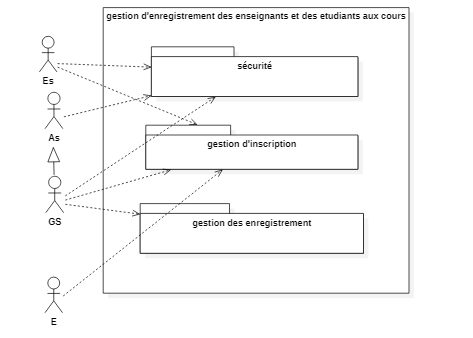 gestion d'enregistrement des enseignants et des etudiants aux cours
sécurité
Es
As
gestion d'inscription
GS
gestion des enregistrement
E